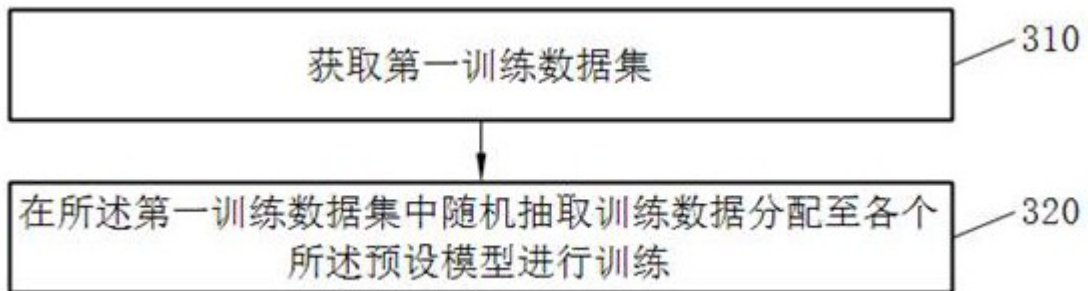 获取第一训练数据集
310
在所述第一训练数据集中随机抽取训练数据分配至各个
所述预设模型进行训练
320